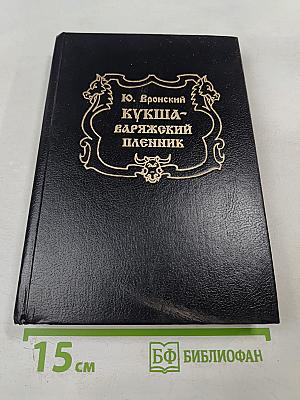 Ю. Вронский
КУКША-
ВАРЯЖСКИЙ
ПЛЕННИК
15 см
БФ БИБЛИОФАН